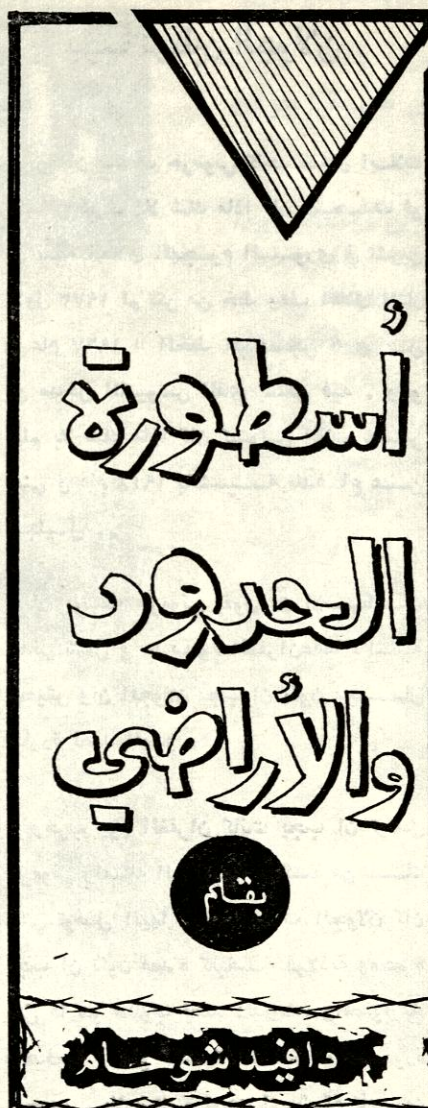 أسطورة
الحدود
والأراضي
بقلم
دافيد شوحام